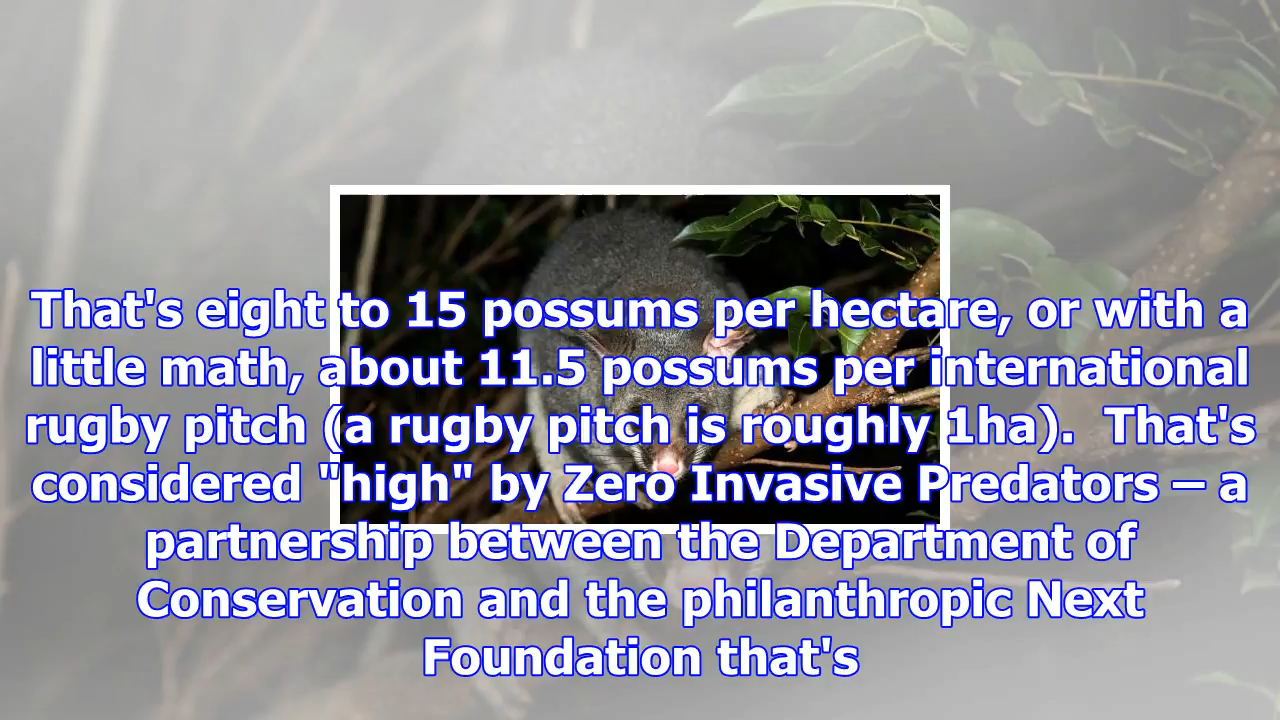 That's eight to 15 possums per hectare, or with a
little math, about 11.5 possums per international
rugby pitch (a rugby pitch is roughly 1ha).  That's
considered "high" by Zero Invasive Predators – a
partnership between the Department of
Conservation and the philanthropic Next
Foundation that's